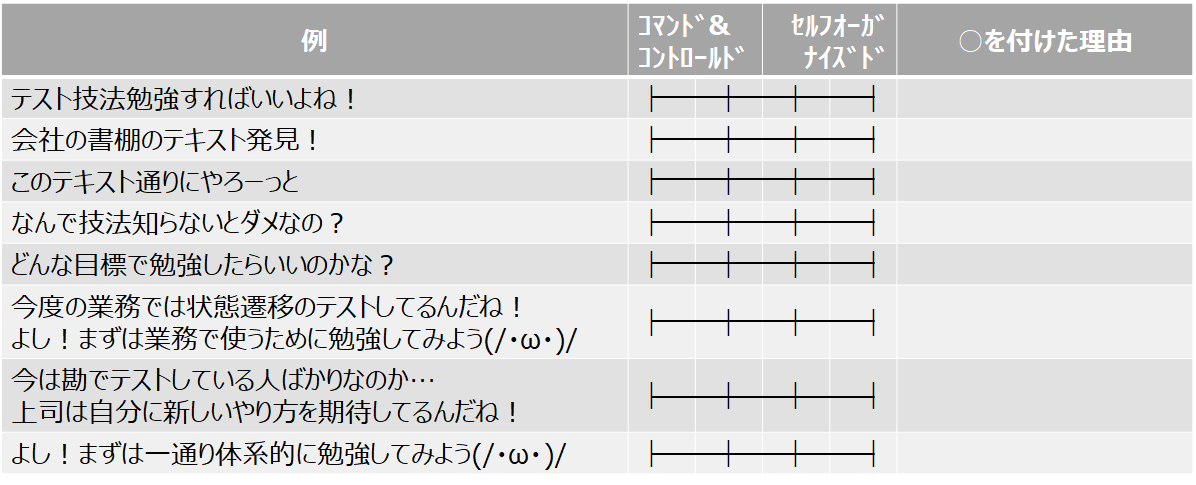 例
ｺﾏﾝﾄﾞ&
ｺﾝﾄﾛｰﾙﾄﾞ
ｾﾙﾌｵｰｶﾞ
ﾅｲｽﾞﾄﾞ
○を付けた理由
テスト技法勉強すればいいよね！
会社の書棚のテキスト発見！
このテキスト通りにやろーっと
なんで技法知らないとダメなの？
どんな目標で勉強したらいいのかな？
今度の業務では状態遷移のテストしてるんだね！
よし！まずは業務で使うために勉強してみよう(/・ω・)/
今は勘でテストしている人ばかりなのか…
上司は自分に新しいやり方を期待してるんだね！
よし！まずは一通り体系的に勉強してみよう(/・ω・)/